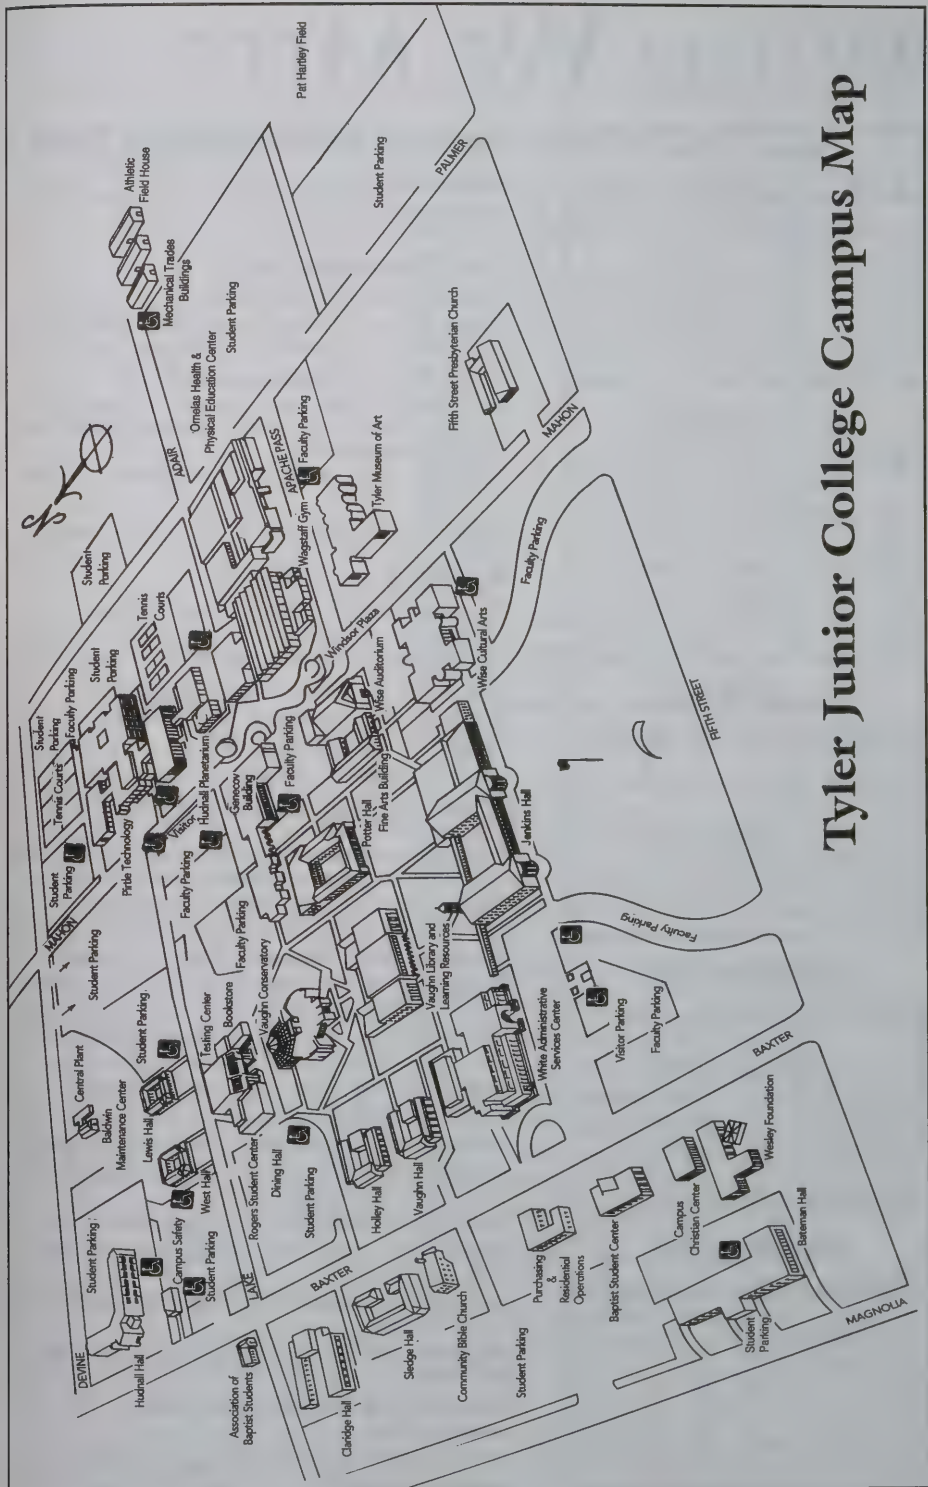 Tyler Junior College Campus Map
N
Pat Hartley Field
Student Parking
PALMER
Athletic
Field House
Mechanical Trades
Buildings
Student Parking
Ornelas Health &
Physical Education Center
ADAIR
APACHE PASS
Faculty Parking
Wagstaff Gym
Tyler Museum of Art
Fifth Street Presbyterian Church
MAHON
Faculty Parking
FIFTH STREET
Student
Parking
Tennis
Courts
Student
Parking
Faculty Parking
Student
Parking
Tennis Courts
Student
Parking
Pirtle Technology
Visitor
Hudnall Planetarium
Windsor Plaza
Wise Auditorium
Wise Cultural Arts
Genecov
Building
Faculty Parking
Potter Hall
Fine Arts Building
Jenkins Hall
MAHON
Faculty Parking
Faculty Parking
Student Parking
Vaughn Conservatory
Vaughn Library and
Learning Resources
Faculty Parking
Bookstore
Testing Center
Student Parking
Central Plant
Baldwin
Maintenance Center
Lewis Hall
West Hall
Rogers Student Center
Dining Hall
Student Parking
Holley Hall
Vaughn Hall
White Administrative
Services Center
Visitor Parking
Faculty Parking
BAXTER
Student Parking
Campus Safety
Student Parking
LAKE
BAXTER
Hudnall Hall
DEVINE
Association of
Baptist Students
Claridge Hall
Sledge Hall
Community Bible Church
Student Parking
Purchasing
&
Residential
Operations
Baptist Student Center
Campus
Christian Center
Wesley Foundation
Bateman Hall
Student
Parking
MAGNOLIA